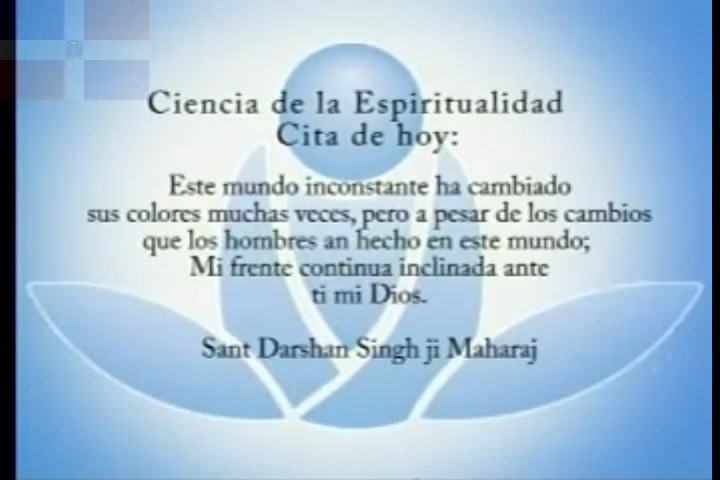 Ciencia de la Espiritualidad
Cita de hoy:
Este mundo inconstante ha cambiado
sus colores muchas veces, pero a pesar de los cambios
que los hombres an hecho en este mundo;
Mi frente continua inclinada ante
ti mi Dios.
Sant Darshan Singh ji Maharaj